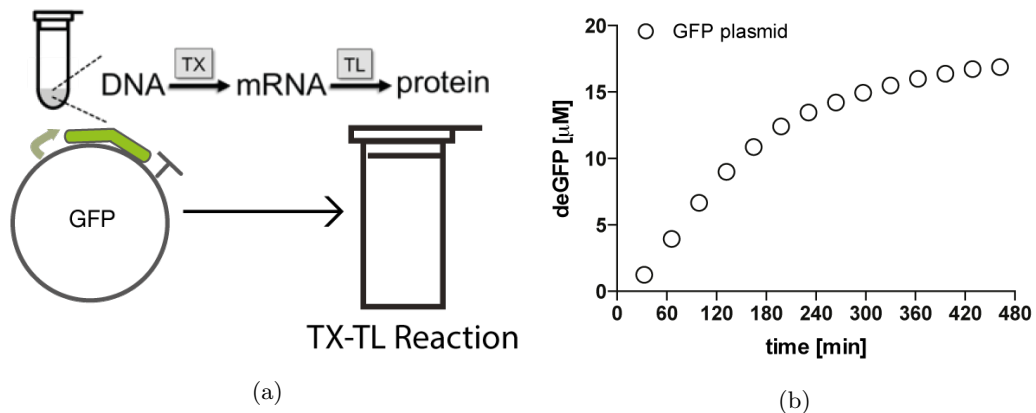 DNA TX mRNA TL protein
GFP
TX-TL Reaction
(a)
GFP plasmid
deGFP [μM]
20
15
10
5
0
0 60 120 180 240 300 360 420 480
time [min]
(b)